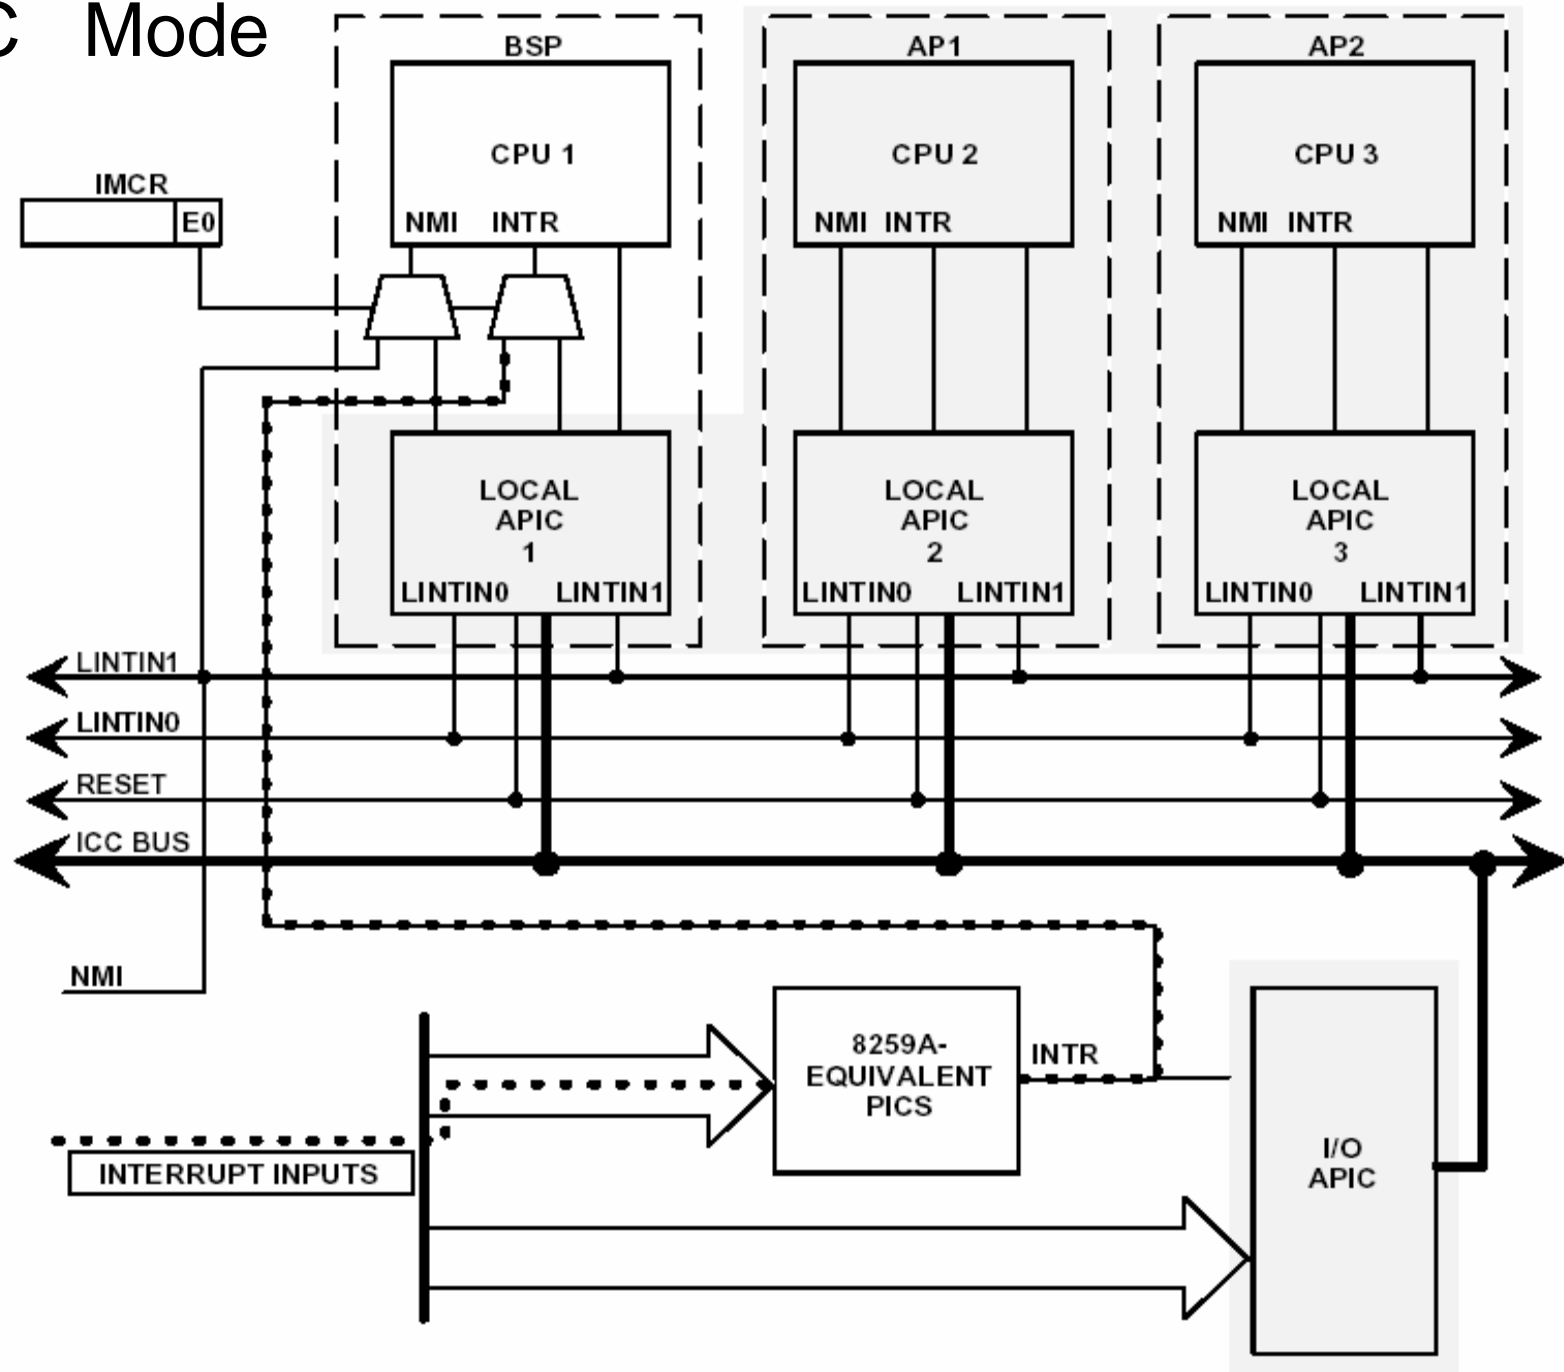 C Mode
BSP
AP1
AP2
CPU 1
CPU 2
CPU 3
IMCR
E0
NMI INTR
NMI INTR
NMI INTR
LOCAL
APIC
1
LOCAL
APIC
2
LOCAL
APIC
3
LINTIN0 LINTIN1
LINTIN0 LINTIN1
LINTIN0 LINTIN1
LINTIN1
LINTIN0
RESET
ICC BUS
NMI
8259A-
EQUIVALENT
PICS
INTR
INTERRUPT INPUTS
I/O
APIC